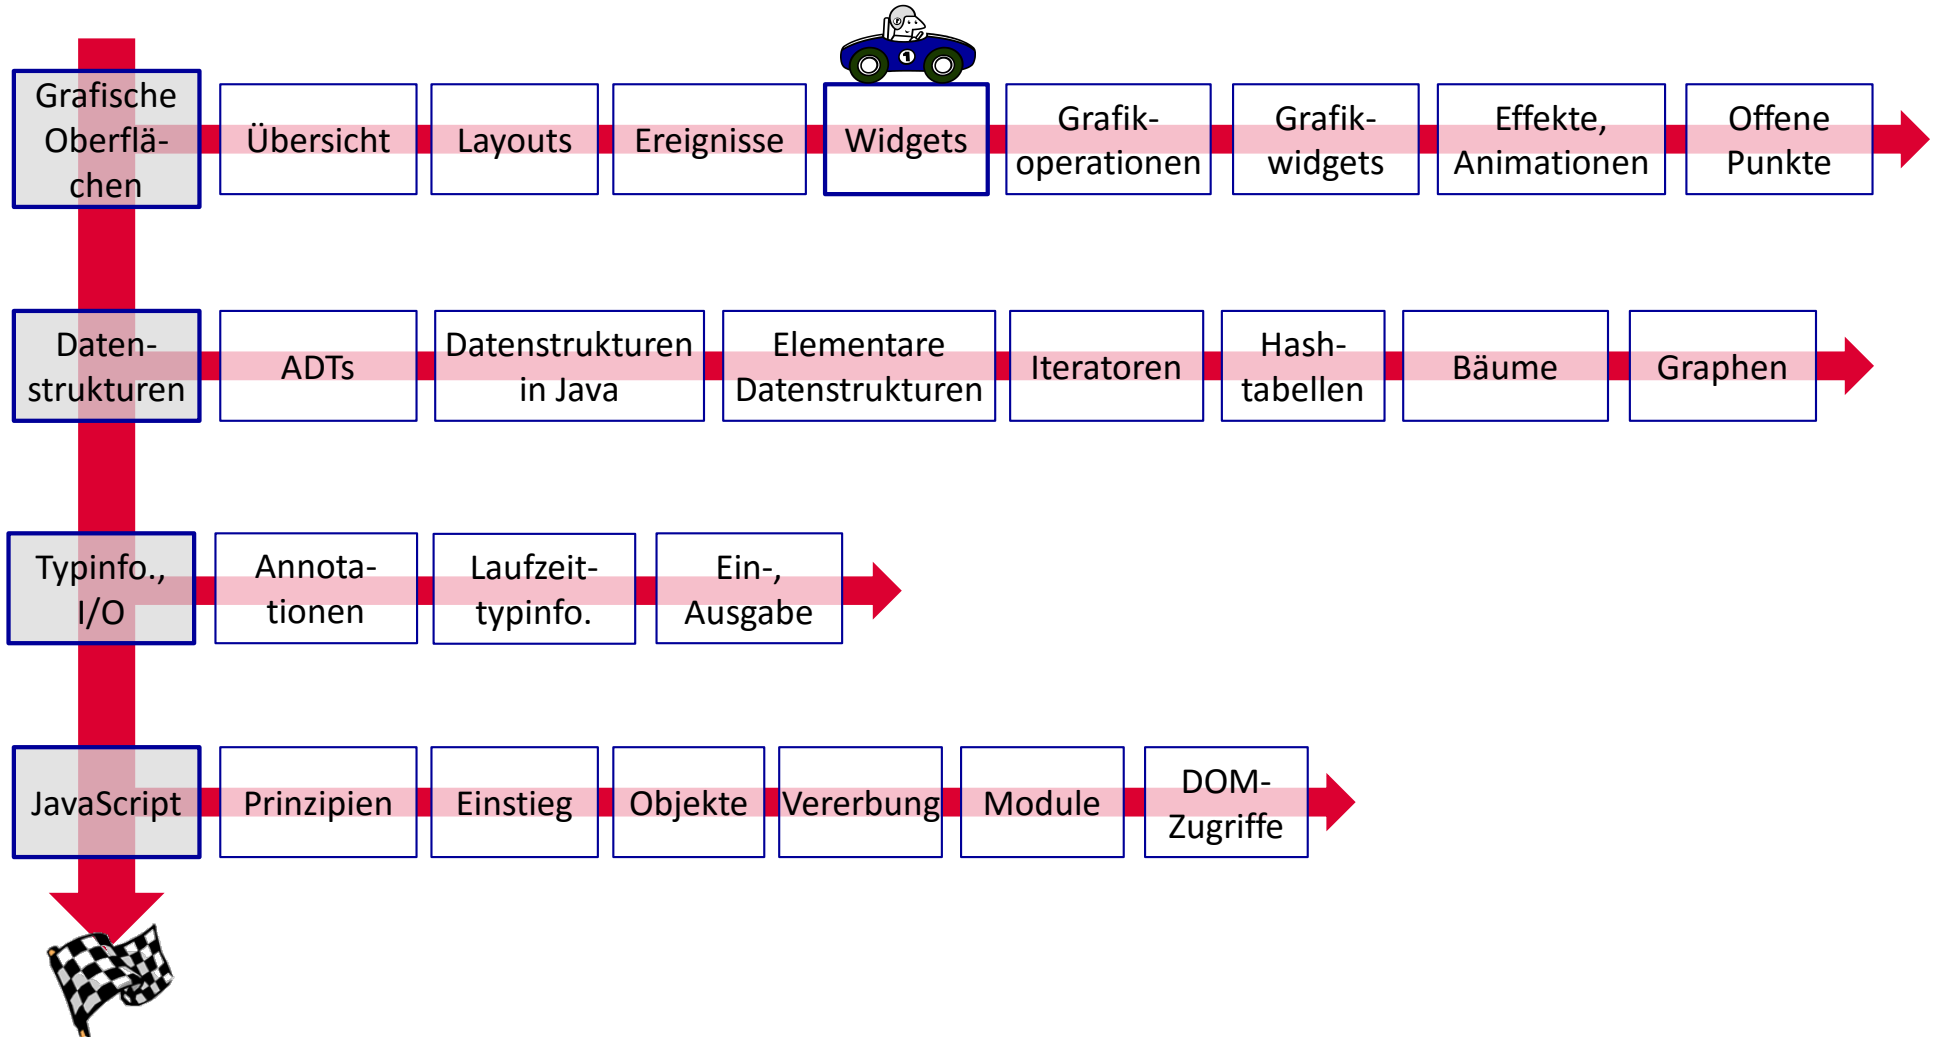 1
Grafische
Oberflä-
chen
Übersicht
Layouts
Ereignisse
Widgets
Grafik-
operationen
Grafik-
widgets
Effekte,
Animationen
Offene
Punkte
Daten-
strukturen
ADTs
Datenstrukturen
in Java
Elementare
Datenstrukturen
Iteratoren
Hash-
tabellen
Bäume
Graphen
Typinfo.,
I/O
Annota-
tionen
Laufzeit-
typinfo.
Ein-,
Ausgabe
JavaScript
Prinzipien
Einstieg
Objekte
Vererbung
Module
DOM-
Zugriffe